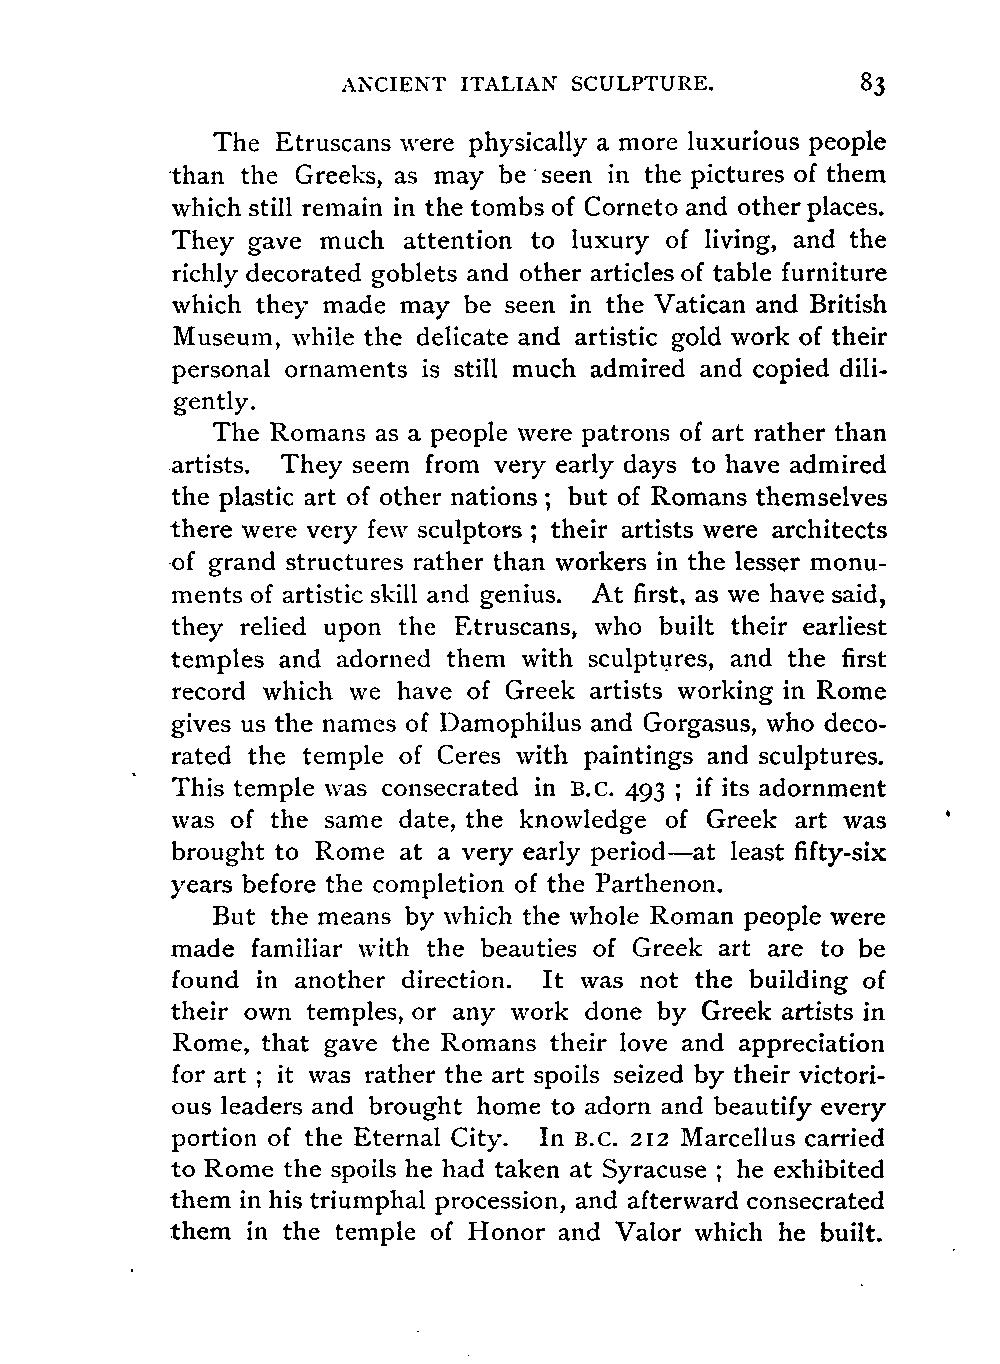 ANCIENT ITALIAN SCULPTURE. 83
The Etruscans were physically a more luxurious people
than the Greeks, as may be seen in the pictures of them
which still remain in the tombs of Corneto and other places.
They gave much attention to luxury of living, and the
richly decorated goblets and other articles of table furniture
which they made may be seen in the Vatican and British
Museum, while the delicate and artistic gold work of their
personal ornaments is still much admired and copied dili-
gently.
The Romans as a people were patrons of art rather than
artists. They seem from very early days to have admired
the plastic art of other nations ; but of Romans themselves
there were very few sculptors ; their artists were architects
of grand structures rather than workers in the lesser monu-
ments of artistic skill and genius. At first, as we have said,
they relied upon the Etruscans, who built their earliest
temples and adorned them with sculptures, and the first
record which we have of Greek artists working in Rome
gives us the names of Damophilus and Gorgasus, who deco-
rated the temple of Ceres with paintings and sculptures.
This temple was consecrated in B.C. 493 ; if its adornment
was of the same date, the knowledge of Greek art was
brought to Rome at a very early period—at least fifty-six
years before the completion of the Parthenon.
But the means by which the whole Roman people were
made familiar with the beauties of Greek art are to be
found in another direction. It was not the building of
their own temples, or any work done by Greek artists in
Rome, that gave the Romans their love and appreciation
for art ; it was rather the art spoils seized by their victori-
ous leaders and brought home to adorn and beautify every
portion of the Eternal City. In B.C. 212 Marcellus carried
to Rome the spoils he had taken at Syracuse ; he exhibited
them in his triumphal procession, and afterward consecrated
them in the temple of Honor and Valor which he built.